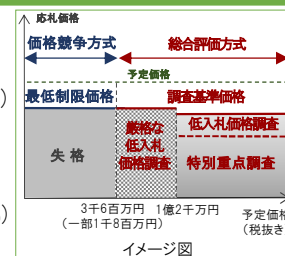 応札価格
価格競争方式 総合評価方式
予定価格
)
最低制限価格 調査基準価格
厳格な
低入札
価格調査
低入札価格調査
失格
特別重点調査
)
3千6百万円 1億2千万円
(一部1千8百万円)
予定価格
(税抜き
イメージ図